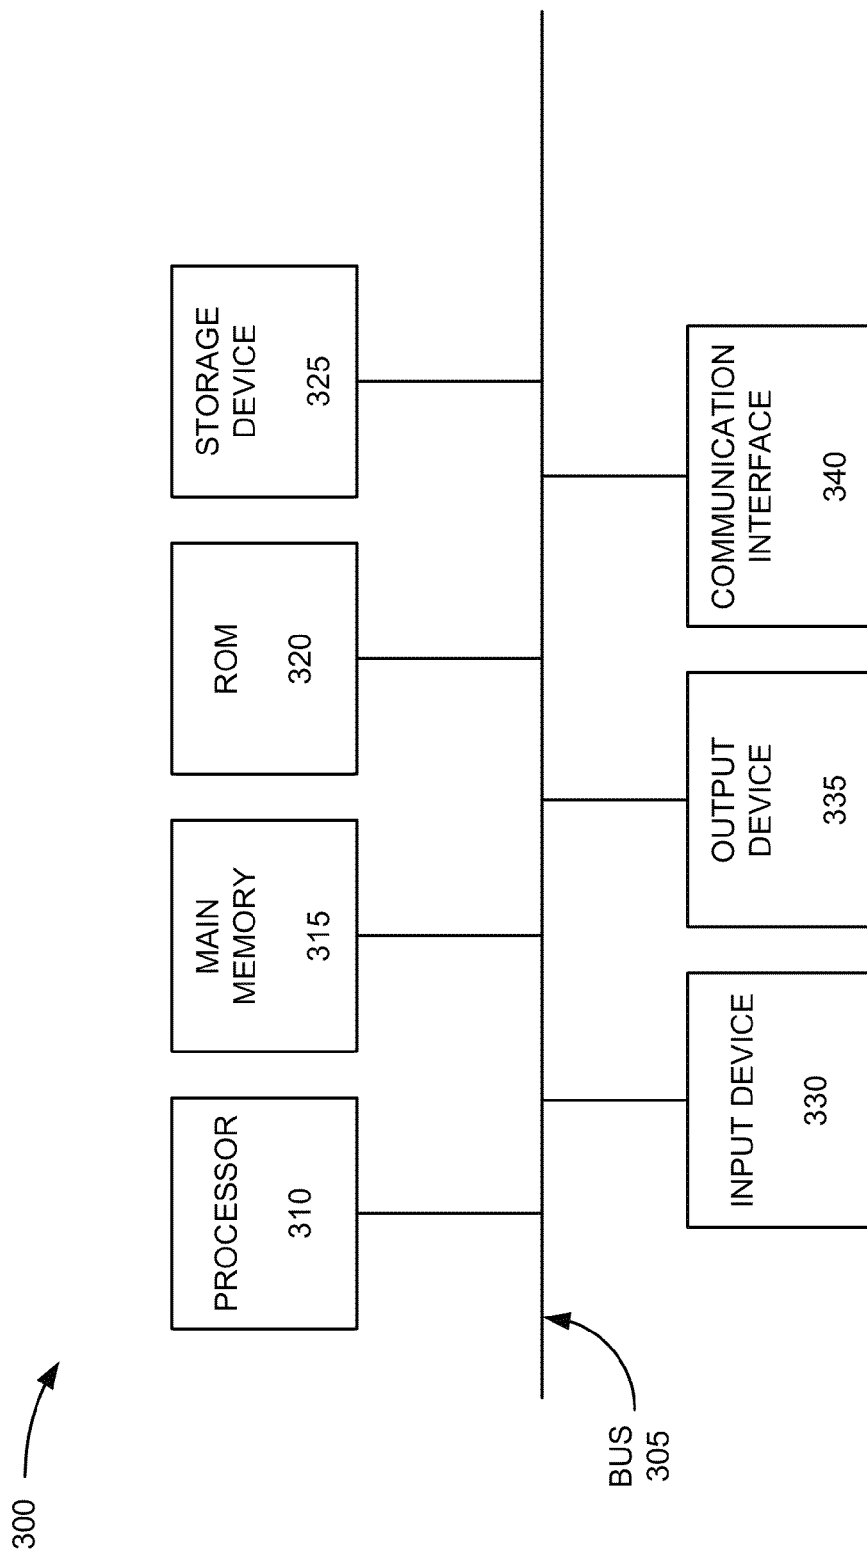 300
PROCESSOR
310
MAIN
MEMORY
315
ROM
320
STORAGE
DEVICE
325
BUS
305
INPUT DEVICE
330
OUTPUT
DEVICE
335
COMMUNICATION
INTERFACE
340